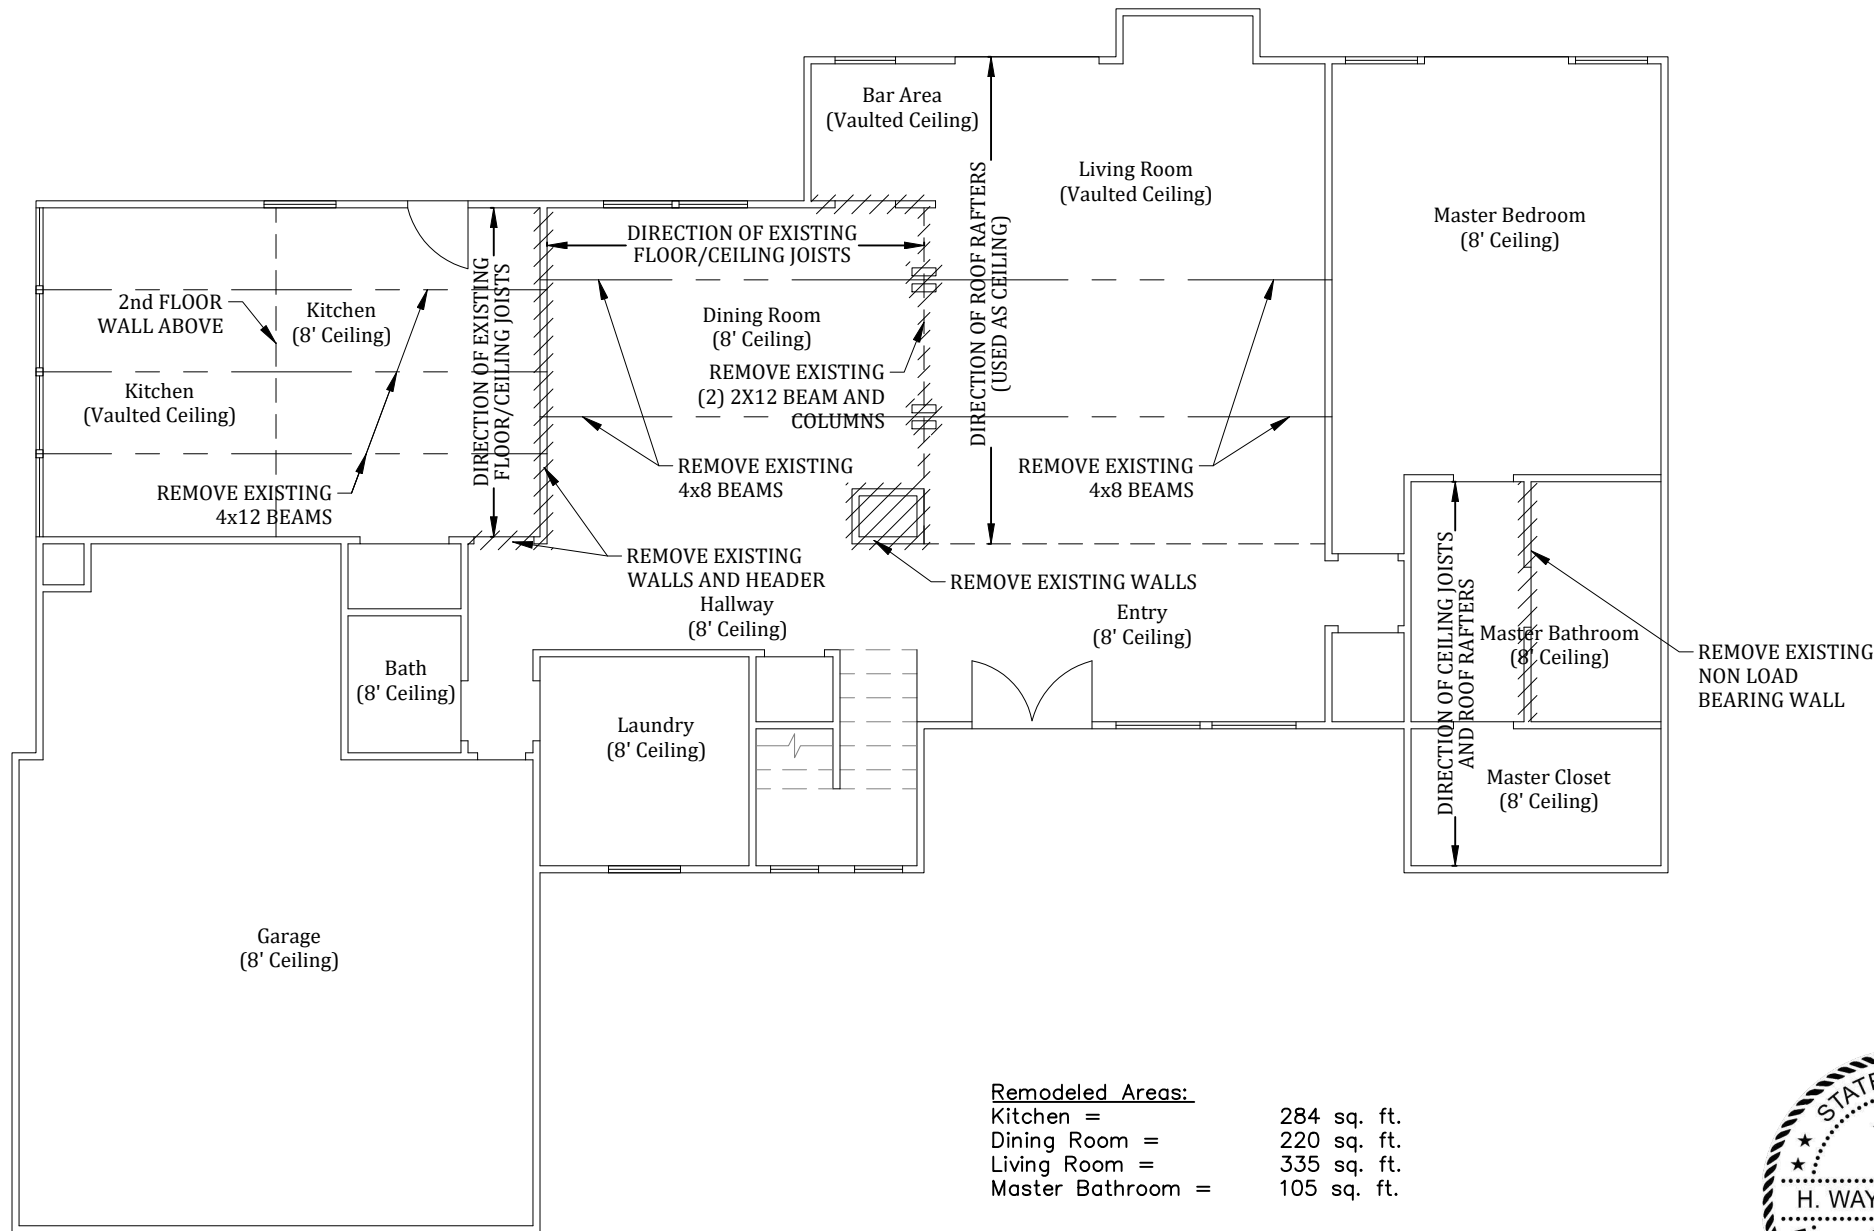 Bar Area
(Vaulted Ceiling)
Living Room
(Vaulted Ceiling)
Master Bedroom
(8' Ceiling)
DIRECTION OF EXISTING
FLOOR/CEILING JOISTS
DIRECTION OF ROOF RAFTERS
(USED AS CEILING)
DIRECTION OF EXISTING
FLOOR/CEILING JOISTS
2nd FLOOR
WALL ABOVE
Kitchen
(8' Ceiling)
Dining Room
(8' Ceiling)
REMOVE EXISTING
(2) 2X12 BEAM AND
COLUMNS
Kitchen
(Vaulted Ceiling)
REMOVE EXISTING
4x12 BEAMS
REMOVE EXISTING
4x8 BEAMS
REMOVE EXISTING
4x8 BEAMS
REMOVE EXISTING
WALLS AND HEADER
REMOVE EXISTING WALLS
Hallway
(8' Ceiling)
Entry
(8' Ceiling)
DIRECTION OF CEILING JOISTS
AND ROOF RAFTERS
Master Bathroom
(8' Ceiling)
REMOVE EXISTING
NON LOAD
BEARING WALL
Bath
(8' Ceiling)
Laundry
(8' Ceiling)
Master Closet
(8' Ceiling)
Garage
(8' Ceiling)
Remodeled Areas:
Kitchen = 284 sq. ft.
Dining Room = 220 sq. ft.
Living Room = 335 sq. ft.
Master Bathroom = 105 sq. ft.
STATE
H. WAY